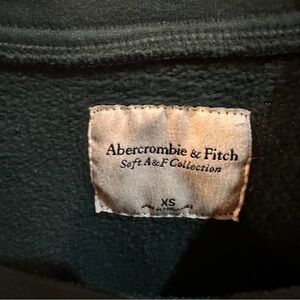 Abercrombie & Fitch
Soft A&F Collection
XS